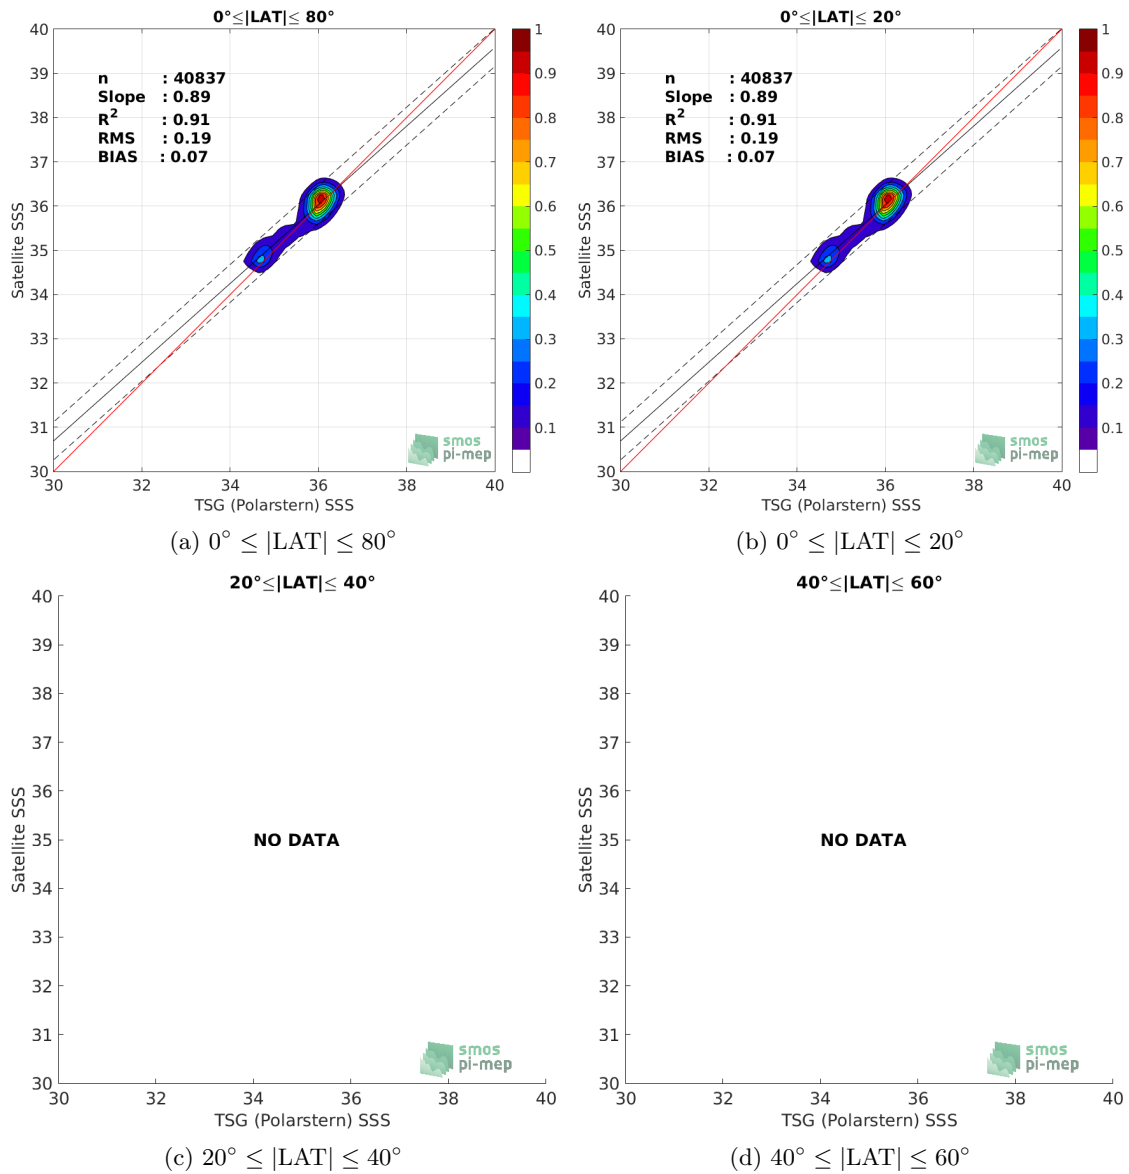 0°≤|LAT|≤ 80°
40
39
38
37
36
35
34
33
32
31
30
Satellite SSS
n : 40837
Slope : 0.89
R² : 0.91
RMS : 0.19
BIAS : 0.07
smos
pi-mep
30 32 34 36 38 40
TSG (Polarstern) SSS
1
0.9
0.8
0.7
0.6
0.5
0.4
0.3
0.2
0.1
(a) 0° ≤ |LAT| ≤ 80°
0°≤|LAT|≤ 20°
40
39
38
37
36
35
34
33
32
31
30
Satellite SSS
n : 40837
Slope : 0.89
R² : 0.91
RMS : 0.19
BIAS : 0.07
smos
pi-mep
30 32 34 36 38 40
TSG (Polarstern) SSS
1
0.9
0.8
0.7
0.6
0.5
0.4
0.3
0.2
0.1
(b) 0° ≤ |LAT| ≤ 20°
20°≤|LAT|≤ 40°
40
39
38
37
36
35
34
33
32
31
30
Satellite SSS
NO DATA
smos
pi-mep
30 32 34 36 38 40
TSG (Polarstern) SSS
(c) 20° ≤ |LAT| ≤ 40°
40°≤|LAT|≤ 60°
40
39
38
37
36
35
34
33
32
31
30
Satellite SSS
NO DATA
smos
pi-mep
30 32 34 36 38 40
TSG (Polarstern) SSS
(d) 40° ≤ |LAT| ≤ 60°